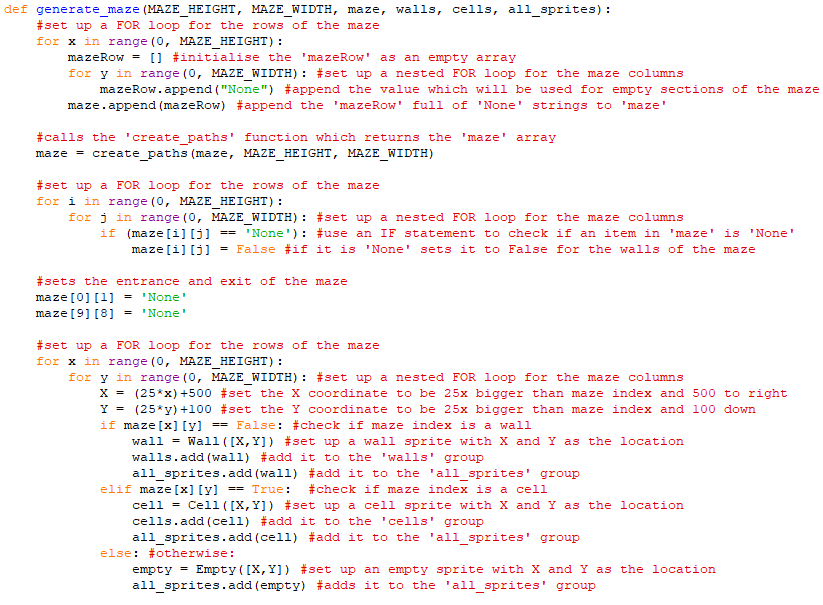 def generate_maze(MAZE_HEIGHT, MAZE_WIDTH, maze, walls, cells, all_sprites):
    #set up a FOR loop for the rows of the maze
    for x in range(0, MAZE_HEIGHT):
        mazeRow = [] #initialise the 'mazeRow' as an empty array
        for y in range(0, MAZE_WIDTH): #set up a nested FOR loop for the maze columns
            mazeRow.append("None") #append the value which will be used for empty sections of the maze
        maze.append(mazeRow) #append the 'mazeRow' full of 'None' strings to 'maze'

    #calls the 'create_paths' function which returns the 'maze' array
    maze = create_paths(maze, MAZE_HEIGHT, MAZE_WIDTH)

    #set up a FOR loop for the rows of the maze
    for i in range(0, MAZE_HEIGHT):
        for j in range(0, MAZE_WIDTH): #set up a nested FOR loop for the maze columns
            if (maze[i][j] == 'None'): #use an IF statement to check if an item in 'maze' is 'None'
                maze[i][j] = False #if it is 'None' sets it to False for the walls of the maze

    #sets the entrance and exit of the maze
    maze[0][1] = 'None'
    maze[9][8] = 'None'

    #set up a FOR loop for the rows of the maze
    for x in range(0, MAZE_HEIGHT):
        for y in range(0, MAZE_WIDTH): #set up a nested FOR loop for the maze columns
            X = (25*x)+500 #set the X coordinate to be 25x bigger than maze index and 500 to right
            Y = (25*y)+100 #set the Y coordinate to be 25x bigger than maze index and 100 down
            if maze[x][y] == False: #check if maze index is a wall
                wall = Wall([X,Y]) #set up a wall sprite with X and Y as the location
                walls.add(wall) #add it to the 'walls' group
                all_sprites.add(wall) #add it to the 'all_sprites' group
            elif maze[x][y] == True:  #check if maze index is a cell
                cell = Cell([X,Y]) #set up a cell sprite with X and Y as the location
                cells.add(cell) #add it to the 'cells' group
                all_sprites.add(cell) #add it to the 'all_sprites' group
            else: #otherwise:
                empty = Empty([X,Y]) #set up an empty sprite with X and Y as the location
                all_sprites.add(empty) #adds it to the 'all_sprites' group